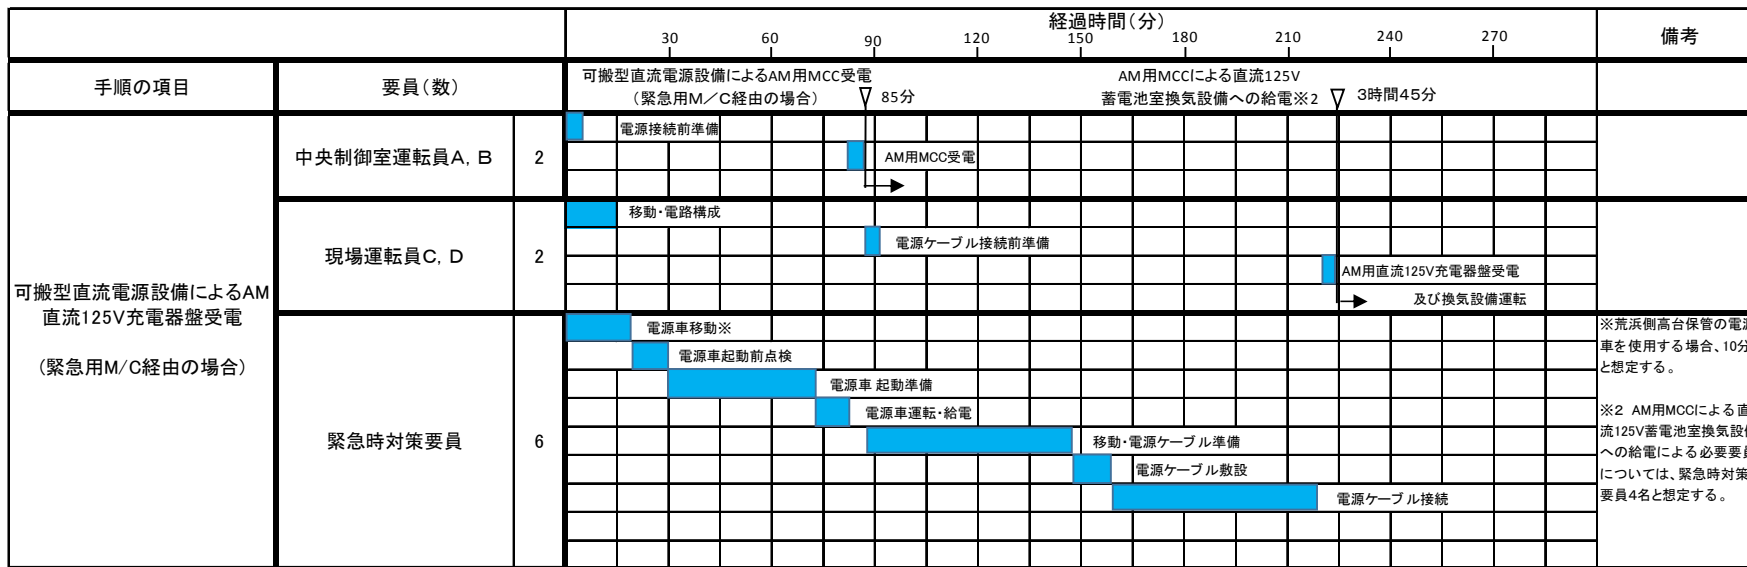 経過時間(分)
30 60 90 120 150 180 210 240 270
備考
手順の項目
要員(数)
可搬型直流電源設備によるAM用MCC受電
(緊急用M/C経由の場合)
85分
AM用MCCによる直流125V
蓄電池室換気設備への給電※2
3時間45分
可搬型直流電源設備によるAM
直流125V充電器盤受電
(緊急用M/C経由の場合)
中央制御室運転員A, B
2
電源接続前準備
AM用MCC受電
現場運転員C, D
2
移動・電路構成
電源ケーブル接続前準備
AM用直流125V充電器盤受電
及び換気設備運転
緊急時対策要員
6
電源車移動※
電源車起動前点検
電源車 起動準備
電源車運転・給電
移動・電源ケーブル準備
電源ケーブル敷設
電源ケーブル接続
※荒浜側高台保管の電源
車を使用する場合、10分
と想定する。
※2 AM用MCCによる直
流125V蓄電池室換気設備
への給電による必要要員
については、緊急時対策
要員4名と想定する。